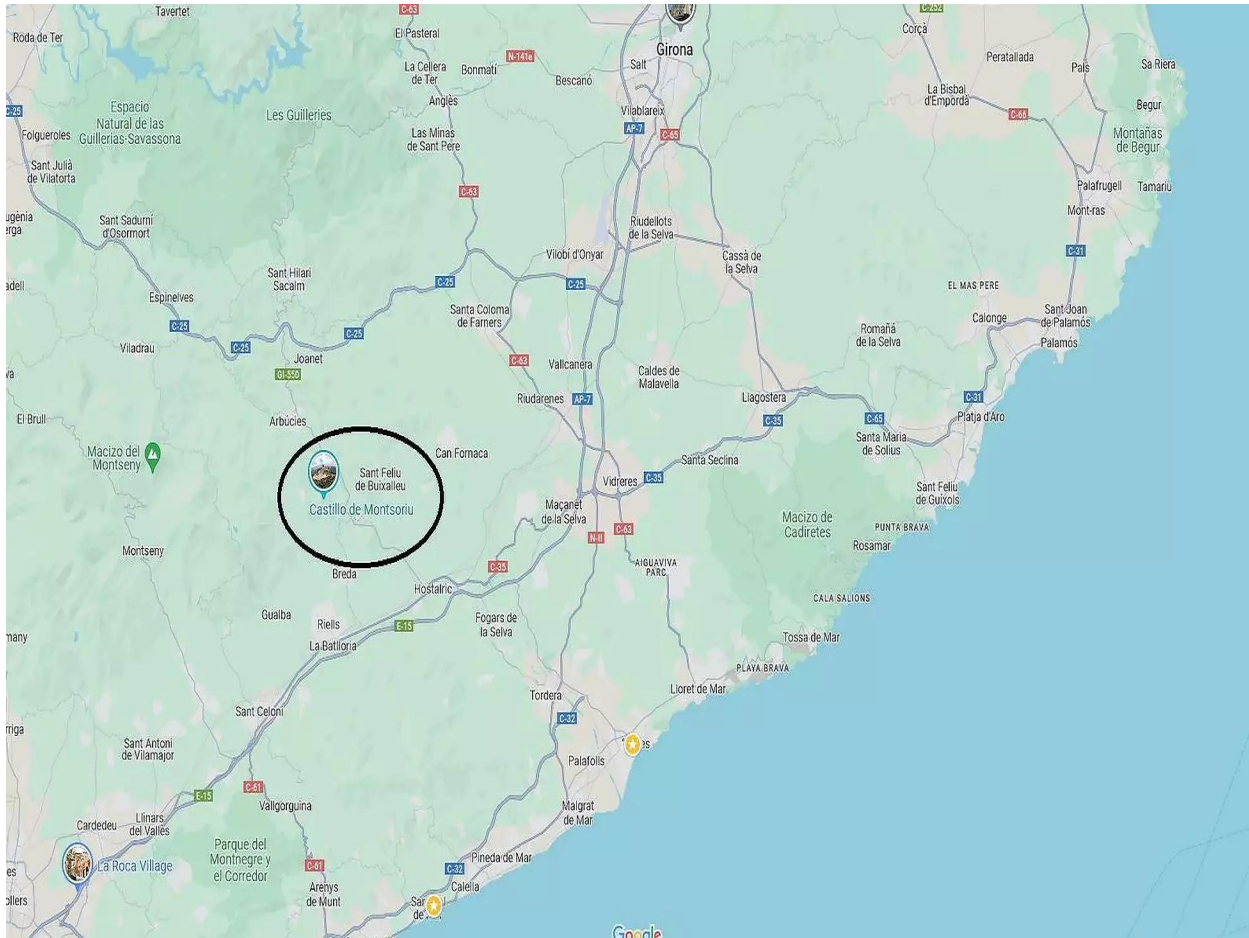 Tavertet
C-63
C-252
Roda de Ter
El Pasteral
Corçà
Girona
N-141e
Peratallada
La Cellera
de Ter
Bonmatí
Salt
Pals
Sa Riera
Bescanó
La Bisbal
d'Empordà
Anglès
C-25
Espacio
Natural de las
Guillerias-Savassona
Les Guilleries
Vilablareix
Begur
C-66
AP-7
C-65
Folgueroles
Las Minas
de Sant Pere
Montañas
de Begur
Sant Julià
de Vilatorta
C-63
Palafrugell
Tamariu
Mont-ras
Sant Sadurní
d'Osormort
Riudellots
de la Selva
Vilobí d'Onyar
Cassà de
la Selva
C-31
Sant Hilari
Sacalm
C-25
C-25
EL MAS PERE
Espinelves
Santa Coloma
de Farners
Calonge
Sant Joan
de Palamós
C-25
C-25
C-25
Romañá
de la Selva
Palamós
Viladrau
Joanet
C-63
Vallcanera
GI-550
Caldes de
Malavella
Riudarenes
AP-7
Llagostera
C-31
El Brull
Arbúcies
C-35
C-65
Platja d'Aro
Santa Maria
de Solius
Macizo del
Montseny
Can Fornaca
Santa Seclina
Sant Feliu
de Buixalleu
Vidreres
C-35
Sant Feliu
de Guíxols
Castillo de Montsoriu
Maçanet
de la Selva
Macizo de
Cadiretes
PUNTA BRAVA
N-II
C-63
Rosamar
Montseny
AIGUAVIVA
PARC
C-35
Breda
Hostalric
CALA SALIONS
Gualba
Riells
E-15
Fogars de
la Selva
La Batllòria
Tossa de Mar
PLAYA BRAVA
Tordera
Lloret de Mar
Sant Celoni
C-32
Sant Antoni
de Vilamajor
Palafolls
C-61
E-15
Vallgorguina
Malgrat
de Mar
Cardedeu
Llinars
del Vallès
Parque del
Montnegre y
el Corredor
La Roca Village
C-61
C-32
Pineda de Mar
Arenys
de Munt
Calella
Google